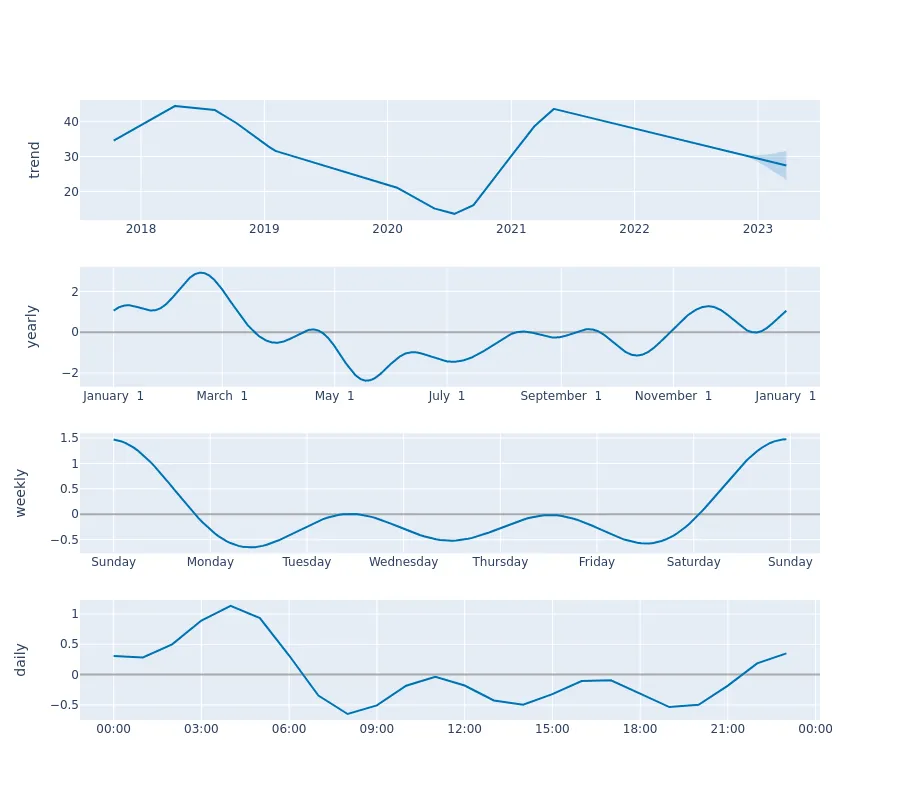 trend
40
30
20
2018 2019 2020 2021 2022 2023
yearly
2
0
−2
January 1 March 1 May 1 July 1 September 1 November 1 January 1
weekly
1.5
1
0.5
0
−0.5
Sunday Monday Tuesday Wednesday Thursday Friday Saturday Sunday
daily
1
0.5
0
−0.5
00:00 03:00 06:00 09:00 12:00 15:00 18:00 21:00 00:00